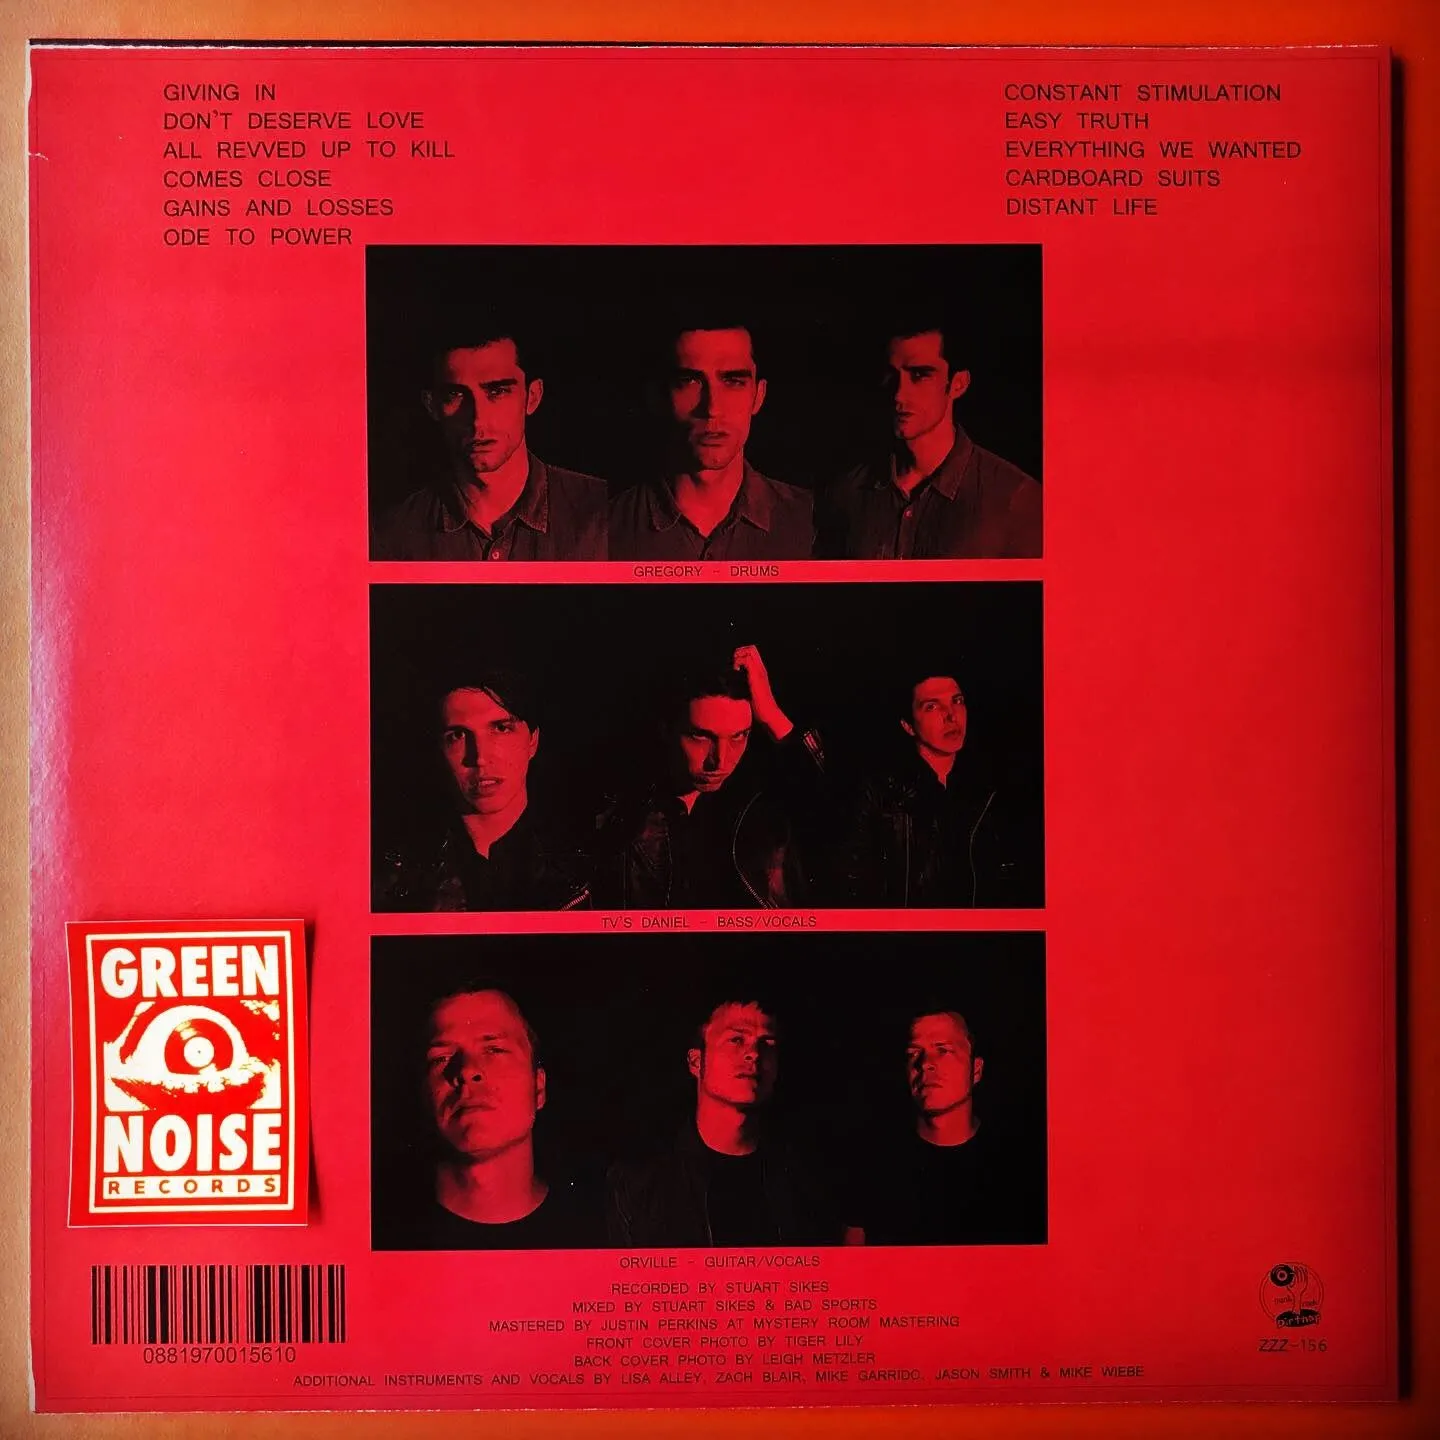 GIVING IN
DON'T DESERVE LOVE
ALL REVVED UP TO KILL
COMES CLOSE
GAINS AND LOSSES
ODE TO POWER
CONSTANT STIMULATION
EASY TRUTH
EVERYTHING WE WANTED
CARDBOARD SUITS
DISTANT LIFE
GREGORY - DRUMS
TV'S DANIEL - BASS/VOCALS
ORVILLE - GUITAR/VOCALS
RECORDED BY STUART SIKES
MIXED BY STUART SIKES & BAD SPORTS
MASTERED BY JUSTIN PERKINS AT MYSTERY ROOM MASTERING
FRONT COVER PHOTO BY TIGER LILY
BACK COVER PHOTO BY LEIGH METZLER
ADDITIONAL INSTRUMENTS AND VOCALS BY LISA ALLEY, ZACH BLAIR, MIKE GARRIDO, JASON SMITH & MIKE WIEBE
GREEN
NOISE
RECORDS
0881970015610
Dirtnap
ZZZ-156